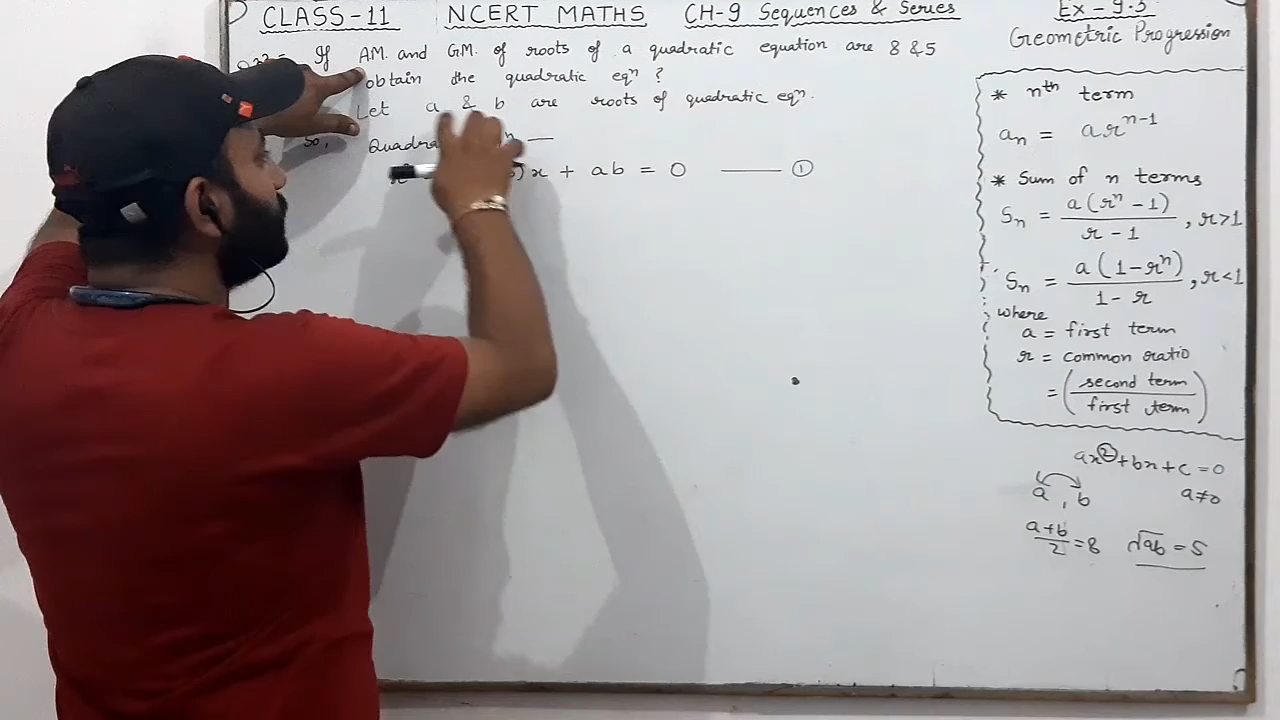 CLASS-11 NCERT MATHS CH-9 Sequences & Series
If A.M. and G.M. of roots of a quadratic equation are 8 & 5
obtain the quadratic eqⁿ ?
Let a & b are roots of quadratic eqⁿ.
So,
x + ab = 0 —— ①
Ex - 9.3
Geometric Progression
* nᵗʰ term
aₙ = arⁿ⁻¹
* Sum of n terms
Sₙ = a(rⁿ - 1) / r - 1 , r>1
Sₙ = a(1-rⁿ) / 1 - r , r<1
where
a = first term
r = common ratio
= (second term / first term)
ax²+bx+c=0
a , b a≠0
a+b/2 = 8 √ab = 5